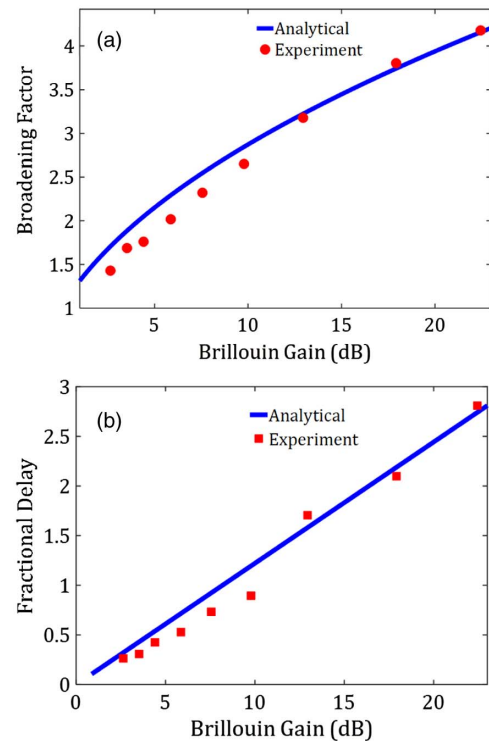 (a)
Analytical
Experiment
Broadening Factor
4
3.5
3
2.5
2
1.5
1
5
10
15
20
Brillouin Gain (dB)
(b)
Analytical
Experiment
Fractional Delay
3
2.5
2
1.5
1
0.5
0
0
5
10
15
20
Brillouin Gain (dB)